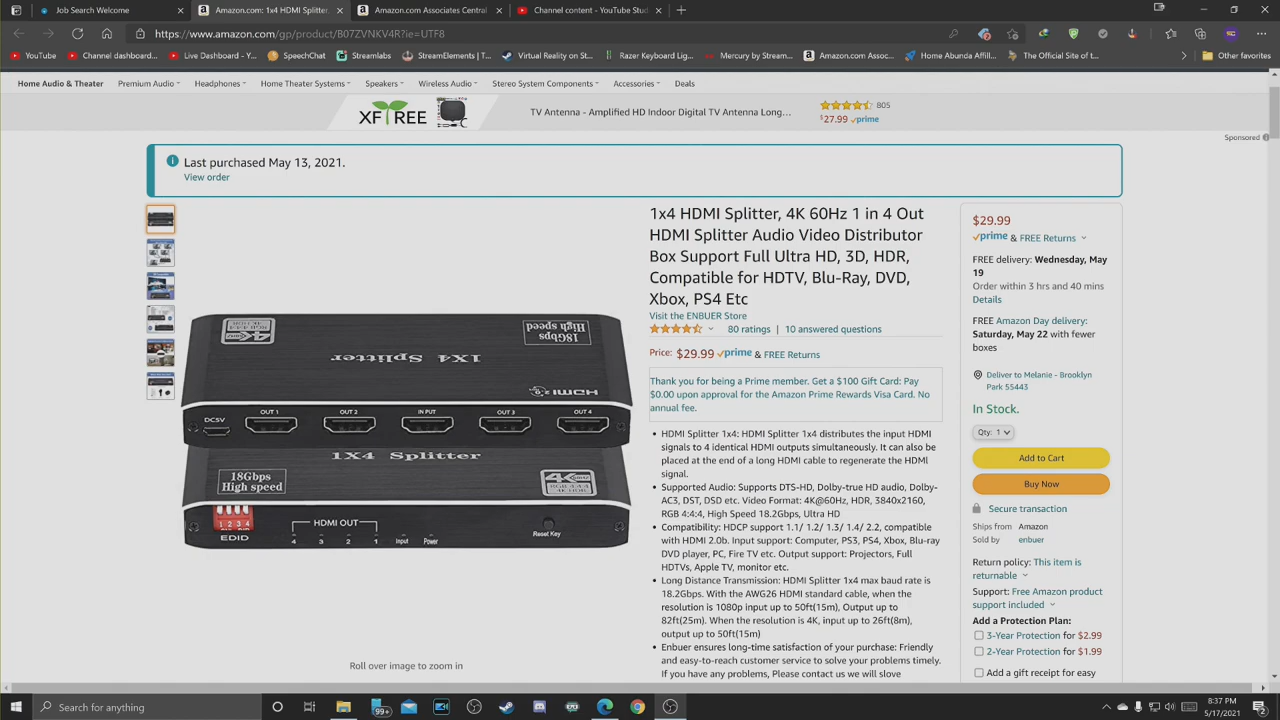 Job Search Welcome
Amazon.com: 1x4 HDMI Splitter,
Amazon.com Associates Central
Channel content - YouTube Stud
https://www.amazon.com/gp/product/B07ZVNKV4R?ie=UTF8
YouTube
Channel dashboard...
Live Dashboard - Yo...
SpeechChat
Streamlabs
StreamElements | T...
Virtual Reality on St...
Razer Keyboard Lig...
Mercury by Stream...
Amazon.com Assoc...
Home Abunda Invit...
The Official Site of t...
Other favorites
Home Audio & Theater
Premium Audio
Headphones
Home Theater Systems
Speakers
Wireless Audio
Stereo System Components
Accessories
Deals
XFTREE
TV Antenna - Amplified HD Indoor Digital TV Antenna Long...
805
$27.99 prime
Sponsored
Last purchased May 13, 2021.
View order
1x4 HDMI Splitter, 4K 60Hz 1 in 4 Out
HDMI Splitter Audio Video Distributor
Box Support Full Ultra HD, 3D, HDR,
Compatible for HDTV, Blu-Ray, DVD,
Xbox, PS4 Etc
Visit the ENBUER Store
80 ratings | 10 answered questions
Price: $29.99 prime & FREE Returns
Thank you for being a Prime member. Get a $100 Gift Card: Pay
$0.00 upon approval for the Amazon Prime Rewards Visa Card. No
annual fee.
• HDMI Splitter 1x4: HDMI Splitter 1x4 distributes the input HDMI
signals to 4 identical HDMI outputs simultaneously. It can also be
placed at the end of a long HDMI cable to regenerate the HDMI
signal.
• Supported Audio: Supports DTS-HD, Dolby-true HD audio, Dolby-
AC3, DST, DSD etc. Video Format: 4K@60Hz, HDR, 3840x2160,
RGB 4:4:4, High Speed 18.2Gbps, Ultra HD
• Compatibility: HDCP support 1.1/ 1.2/ 1.3/ 1.4/ 2.2, compatible
with HDMI 2.0b. Input support: Computer, PS3, PS4, Xbox, Blu-ray
DVD player, PC, Fire TV etc. Output support: Projectors, Full
HDTVs, Apple TV, monitor etc.
• Long Distance Transmission: HDMI Splitter 1x4 max baud rate is
18.2Gbps. With the AWG26 HDMI standard cable, when the
resolution is 1080p input up to 50ft(15m), Output up to
82ft(25m). When the resolution is 4K, input up to 26ft(8m),
output up to 50ft(15m)
• Enbuer ensures long-time satisfaction of your purchase: Friendly
and easy-to-reach customer service to solve your problems timely.
If you have any problems, Please contact us we will slove
4K
18Gbps
High speed
1X4 Splitter
HDMI
DC5V
OUT 1
OUT 2
IN PUT
OUT 3
OUT 4
1X4 Splitter
18Gbps
High speed
4K
1 2 3 4
EDID
HDMI OUT
4 3 2 1 Input Power
Reset Key
Roll over image to zoom in
$29.99
prime & FREE Returns
FREE delivery: Wednesday, May
19
Order within 3 hrs and 40 mins
Details
FREE Amazon Day delivery:
Saturday, May 22 with fewer
boxes
Deliver to Melanie - Brooklyn
Park 55443
In Stock.
Qty: 1
Add to Cart
Buy Now
Secure transaction
Ships from Amazon
Sold by enbuer
Return policy: This item is
returnable
Support: Free Amazon product
support included
Add a Protection Plan:
3-Year Protection for $2.99
2-Year Protection for $1.99
Add a gift receipt for easy
Search for anything
99+
8:37 PM
5/17/2021